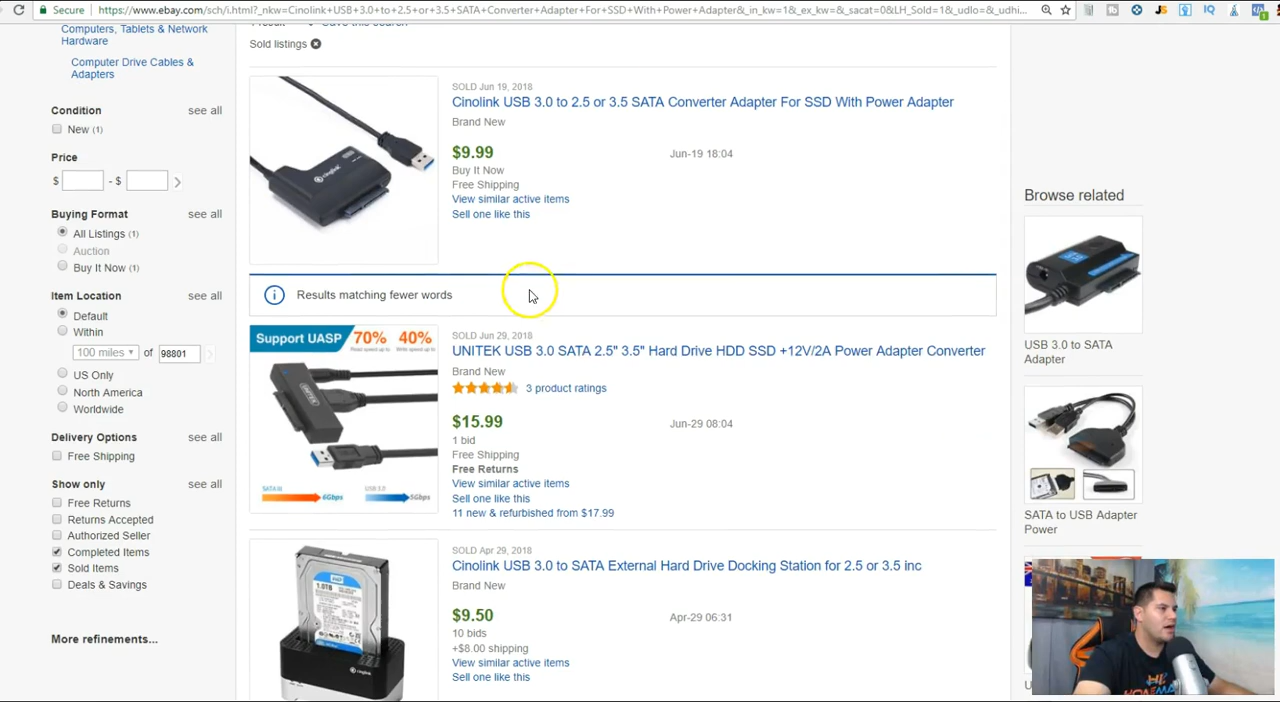 Secure
https://www.ebay.com/sch/i.html?_nkw=Cinolink+USB+3.0+to+2.5+or+3.5+SATA+Converter+Adapter+For+SSD+With+Power+Adapter&_in_kw=1&_ex_kw=&_sacat=0&LH_Sold=1&_udlo=&_udhi...
Computers, Tablets & Network
Hardware
Computer Drive Cables &
Adapters
Condition
see all
New (1)
Price
$ - $
Buying Format
see all
All Listings (1)
Auction
Buy It Now (1)
Item Location
see all
Default
Within
100 miles of 98801
US Only
North America
Worldwide
Delivery Options
see all
Free Shipping
Show only
see all
Free Returns
Returns Accepted
Authorized Seller
Completed Items
Sold Items
Deals & Savings
More refinements...
Save this search
Sold listings
SOLD Jun 19, 2018
Cinolink USB 3.0 to 2.5 or 3.5 SATA Converter Adapter For SSD With Power Adapter
Brand New
$9.99
Jun-19 18:04
Buy It Now
Free Shipping
View similar active items
Sell one like this
Results matching fewer words
Support UASP 70% 40%
UNITEK
SATA III 6Gbps USB 3.0 5Gbps
SOLD Jun 29, 2018
UNITEK USB 3.0 SATA 2.5" 3.5" Hard Drive HDD SSD +12V/2A Power Adapter Converter
Brand New
3 product ratings
$15.99
Jun-29 08:04
1 bid
Free Shipping
Free Returns
View similar active items
Sell one like this
11 new & refurbished from $17.99
SOLD Apr 29, 2018
Cinolink USB 3.0 to SATA External Hard Drive Docking Station for 2.5 or 3.5 inc
Brand New
$9.50
Apr-29 06:31
10 bids
+$8.00 shipping
View similar active items
Sell one like this
Browse related
USB 3.0 to SATA
Adapter
SATA to USB Adapter
Power